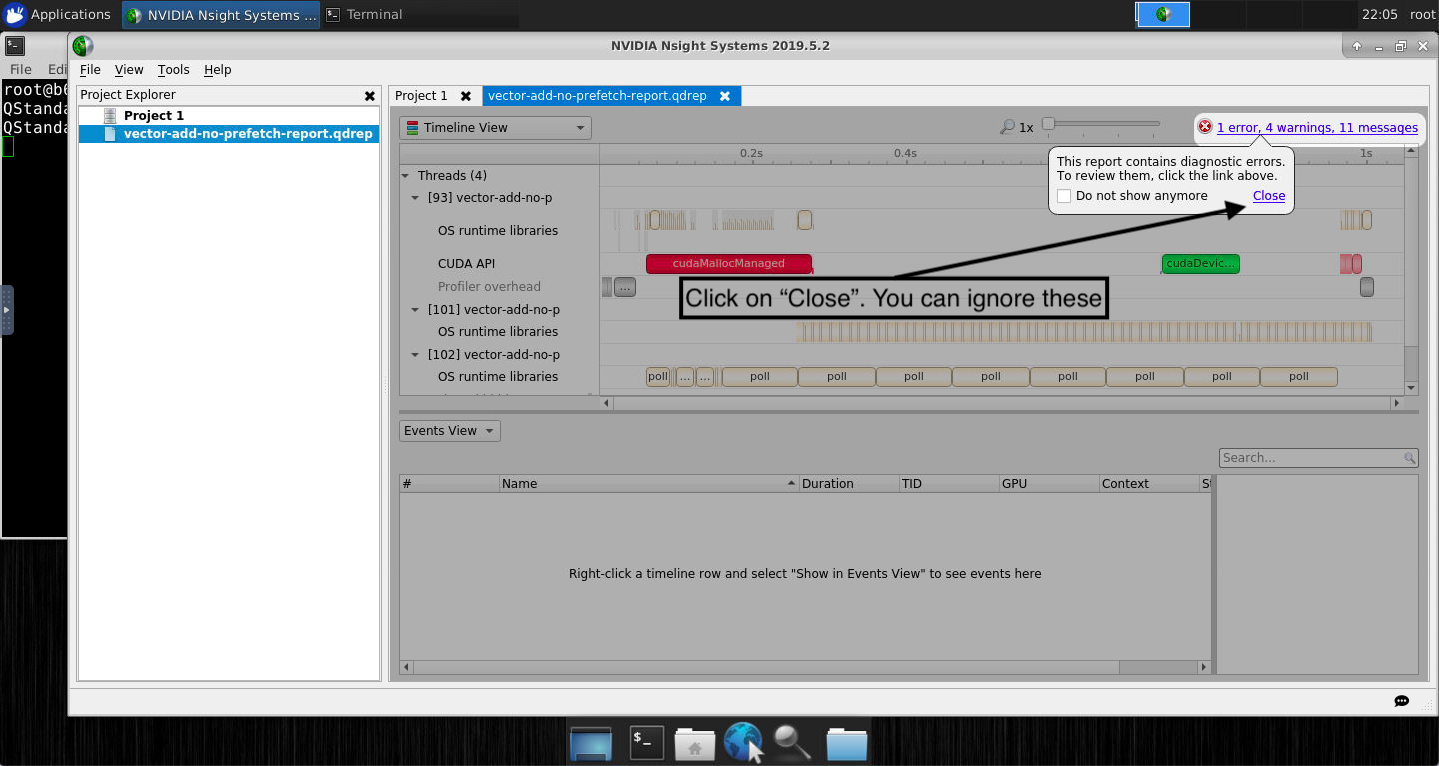 Applications
NVIDIA Nsight Systems ...
Terminal
22:05
root
NVIDIA Nsight Systems 2019.5.2
File Edi
root@b6
QStanda
QStanda
File View Tools Help
Project Explorer
Project 1
vector-add-no-prefetch-report.qdrep
Project 1
vector-add-no-prefetch-report.qdrep
Timeline View
1x
1 error, 4 warnings, 11 messages
This report contains diagnostic errors.
To review them, click the link above.
Do not show anymore
Close
0.2s 0.4s 1s
Threads (4)
[93] vector-add-no-p
OS runtime libraries
CUDA API
cudaMallocManaged
cudaDevic...
Profiler overhead
...
Click on “Close”. You can ignore these
[101] vector-add-no-p
OS runtime libraries
[102] vector-add-no-p
OS runtime libraries
poll ... ... poll poll poll poll poll poll poll poll
Events View
Search...
# Name Duration TID GPU Context St
Right-click a timeline row and select "Show in Events View" to see events here
$_